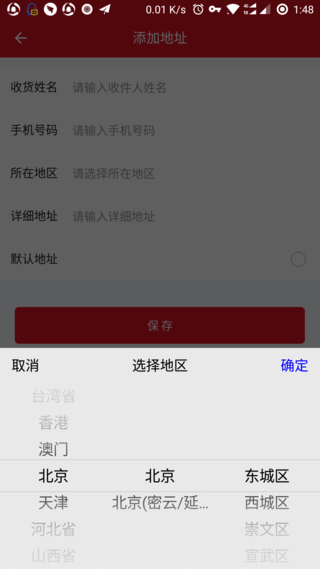 0.01 K/s 1:48
添加地址
收货姓名 请输入收件人姓名
手机号码 请输入手机号码
所在地区 请选择所在地区
详细地址 请输入详细地址
默认地址
保存
取消 选择地区 确定
台湾省
香港
澳门
北京 北京 东城区
天津 北京(密云/延... 西城区
河北省 崇文区
山西省 宣武区